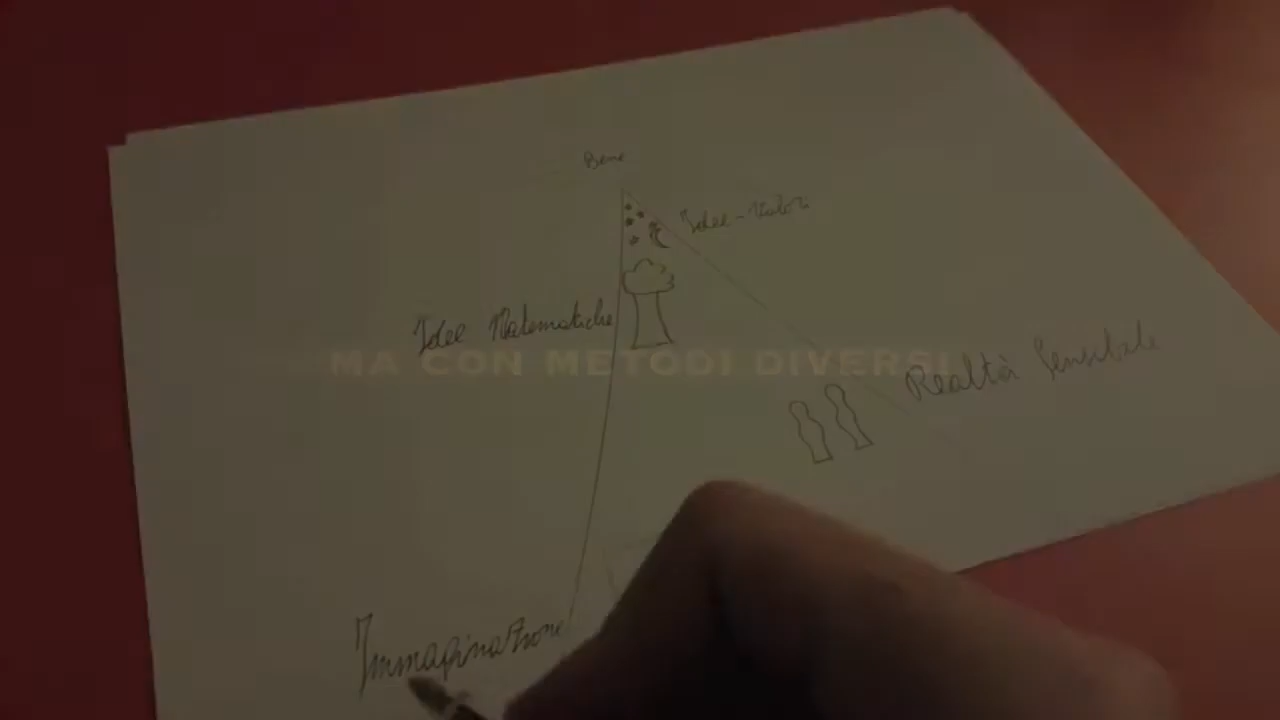 Bene
Idee-Valori
Idee Matematiche
MA CON METODI DIVERSI
Realtà Sensibile
Immaginazione